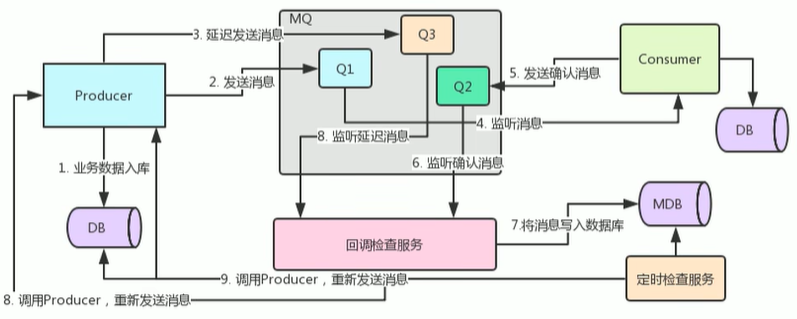 MQ
3. 延迟发送消息
Q3
Q1
2. 发送消息
Q2
5. 发送确认消息
Consumer
Producer
4. 监听消息
DB
8. 监听延迟消息
6. 监听确认消息
1. 业务数据入库
DB
回调检查服务
7.将消息写入数据库
MDB
9. 调用Producer，重新发送消息
定时检查服务
8. 调用Producer，重新发送消息